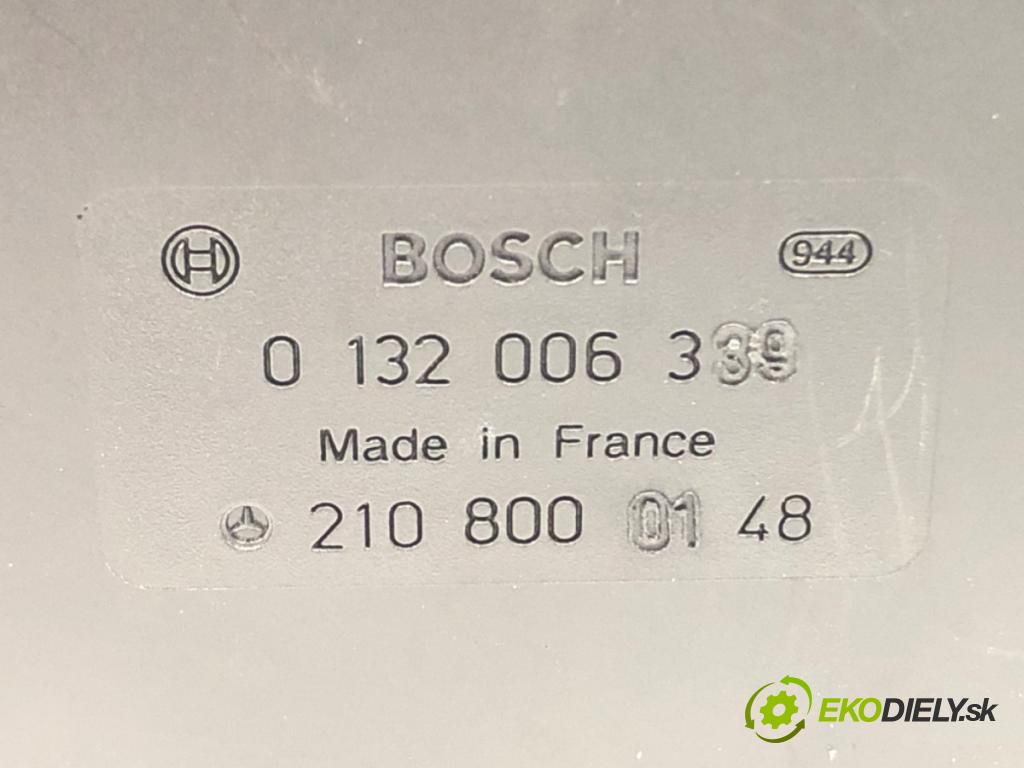 BOSCH 944
0 132 006 339
Made in France
210 800 01 48
EKODIELY.sk